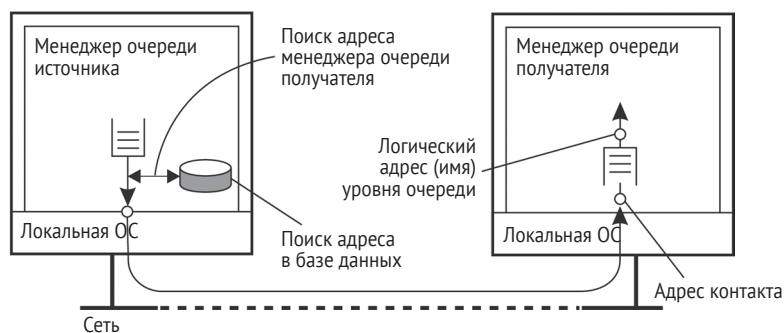 Менеджер очереди
источника
Поиск адреса
менеджера очереди
получателя
Менеджер очереди
получателя
Логический
адрес (имя)
уровня очереди
Локальная ОС
Поиск адреса
в базе данных
Локальная ОС
Адрес контакта
Сеть